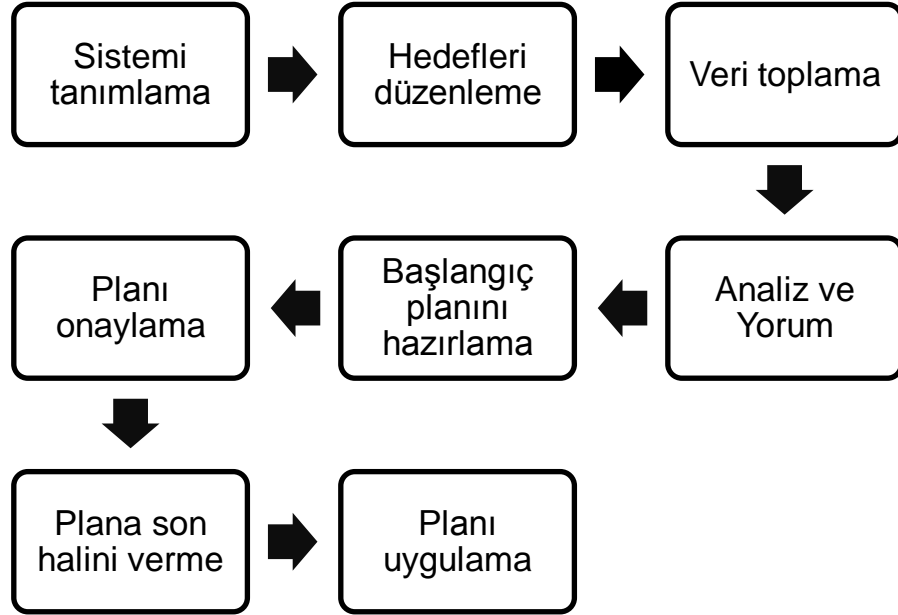 Sistemi
tanımlama
Hedefleri
düzenleme
Veri toplama
Analiz ve
Yorum
Başlangıç
planını
hazırlama
Planı
onaylama
Plana son
halini verme
Planı
uygulama